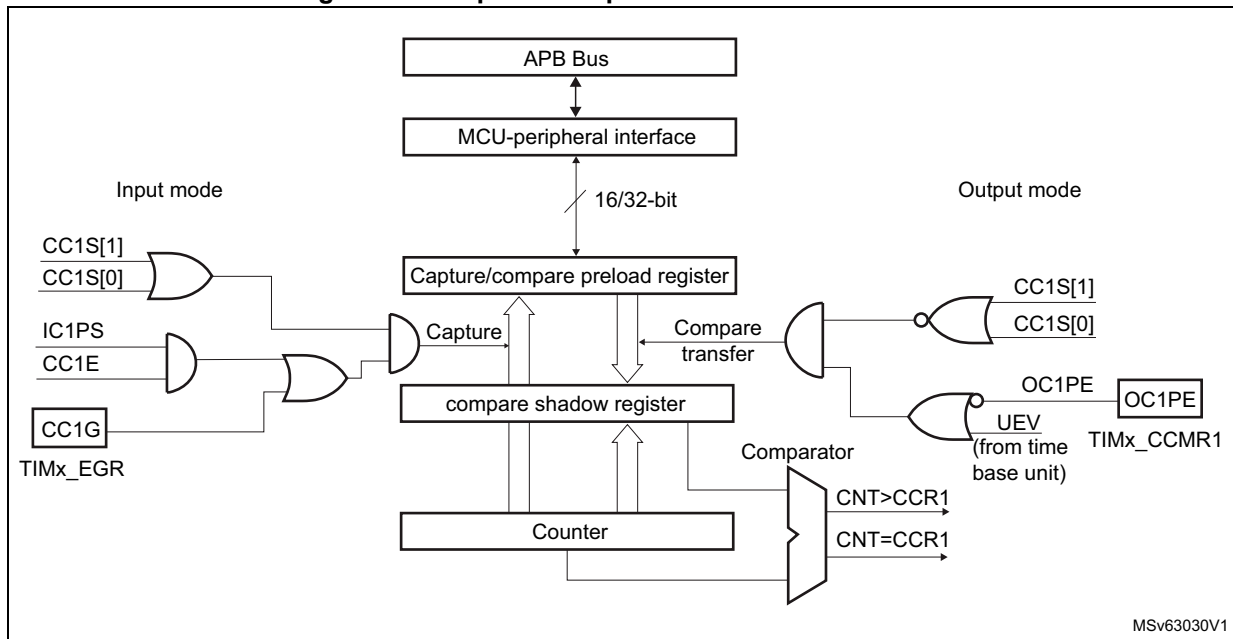 APB Bus
MCU-peripheral interface
Input mode
16/32-bit
Output mode
CC1S[1]
CC1S[0]
Capture/compare preload register
CC1S[1]
CC1S[0]
IC1PS
CC1E
Capture
Compare
transfer
CC1G
TIMx_EGR
compare shadow register
OC1PE
OC1PE
UEV
(from time
base unit)
TIMx_CCMR1
Comparator
CNT>CCR1
Counter
CNT=CCR1
MSv63030V1